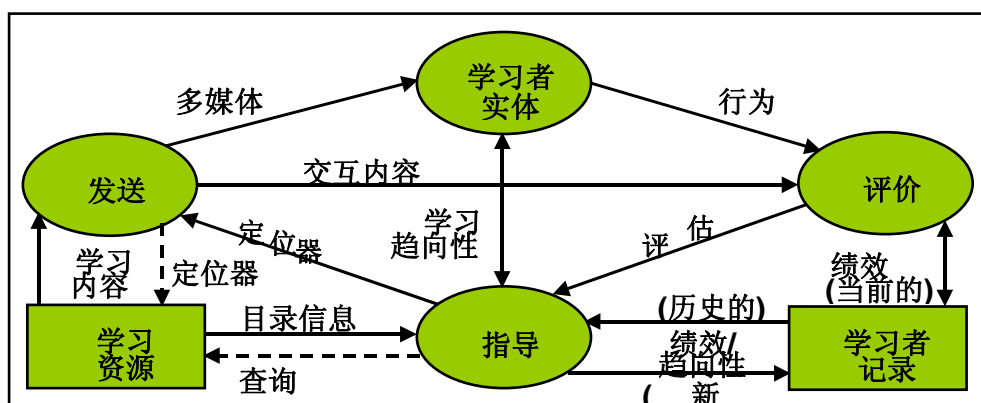 学习者
实体
多媒体
行为
发送
交互内容
评价
学习
趋向性
定位器
评估
学习
内容
定位器
绩效
(当前的)
目录信息
(历史的)
学习
资源
指导
绩效/
趋向性
(新
学习者
记录
查询